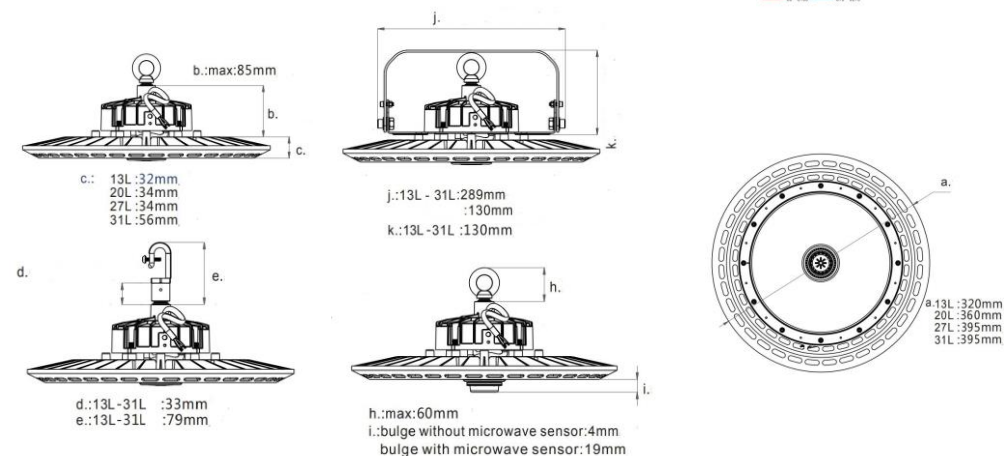 j.
b.:max:85mm
b.
c.
k.
c.: 13L:32mm
20L:34mm
27L:34mm
31L:56mm
j.:13L - 31L:289mm
:130mm
k.:13L-31L :130mm
a.
d.
e.
h.
i.
a.13L:320mm
20L:360mm
27L:395mm
31L:395mm
d.:13L-31L :33mm
e.:13L-31L :79mm
h.:max:60mm
i.:bulge without microwave sensor:4mm
bulge with microwave sensor:19mm